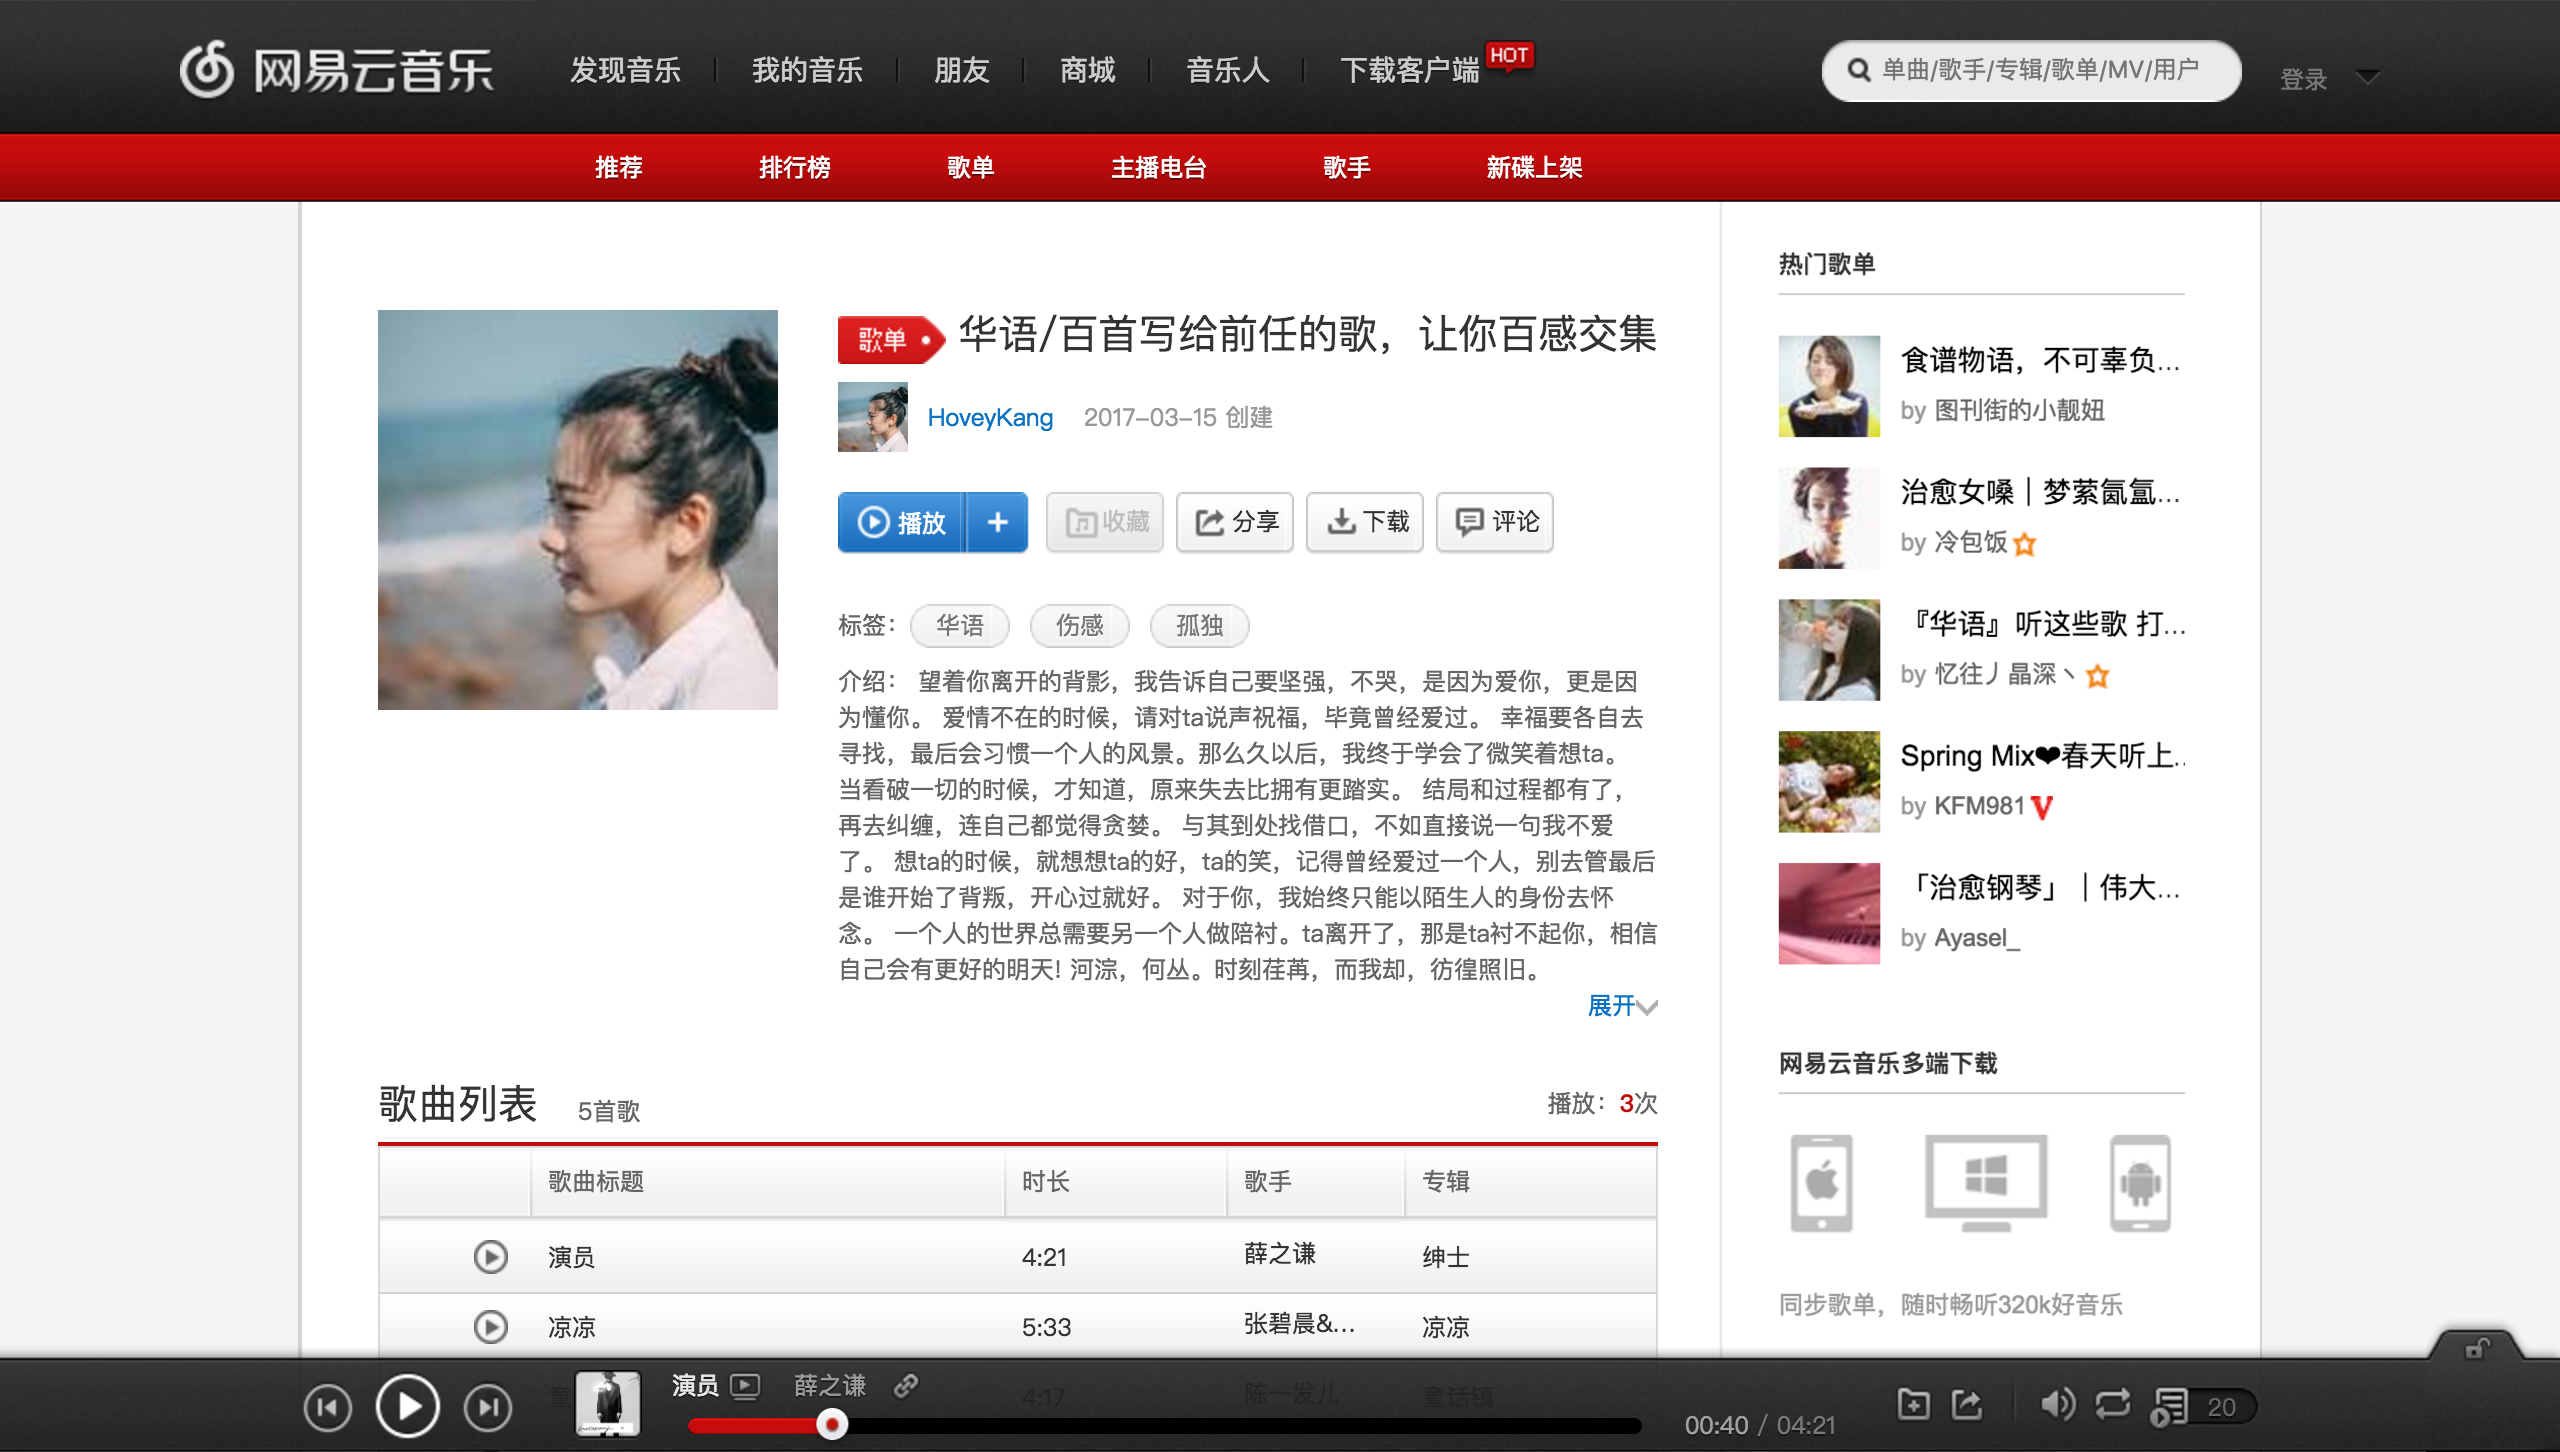 网易云音乐
发现音乐
我的音乐
朋友
商城
音乐人
下载客户端
HOT
单曲/歌手/专辑/歌单/MV/用户
登录
推荐
排行榜
歌单
主播电台
歌手
新碟上架
歌单
华语/百首写给前任的歌，让你百感交集
HoveyKang 2017-03-15 创建
播放
+
收藏
分享
下载
评论
标签：
华语
伤感
孤独
介绍： 望着你离开的背影，我告诉自己要坚强，不哭，是因为爱你，更是因
为懂你。 爱情不在的时候，请对ta说声祝福，毕竟曾经爱过。 幸福要各自去
寻找，最后会习惯一个人的风景。那么久以后，我终于学会了微笑着想ta。
当看破一切的时候，才知道，原来失去比拥有更踏实。 结局和过程都有了，
再去纠缠，连自己都觉得贪婪。 与其到处找借口，不如直接说一句我不爱
了。 想ta的时候，就想想ta的好，ta的笑，记得曾经爱过一个人，别去管最后
是谁开始了背叛，开心过就好。 对于你，我始终只能以陌生人的身份去怀
念。 一个人的世界总需要另一个人做陪衬。ta离开了，那是ta衬不起你，相信
自己会有更好的明天! 河淙，何丛。时刻荏苒，而我却，彷徨照旧。
展开
歌曲列表 5首歌
播放：3次
歌曲标题 时长 歌手 专辑
演员 4:21 薛之谦 绅士
凉凉 5:33 张碧晨&... 凉凉
童 4:17 陈一发儿 童话镇
热门歌单
食谱物语，不可辜负...
by 图刊街的小靓妞
治愈女嗓｜梦萦氤氲...
by 冷包饭
『华语』听这些歌 打...
by 忆往丿晶深丶
Spring Mix❤春天听上..
by KFM981
「治愈钢琴」｜伟大...
by Ayasel_
网易云音乐多端下载
同步歌单，随时畅听320k好音乐
演员 薛之谦
00:40 / 04:21
20